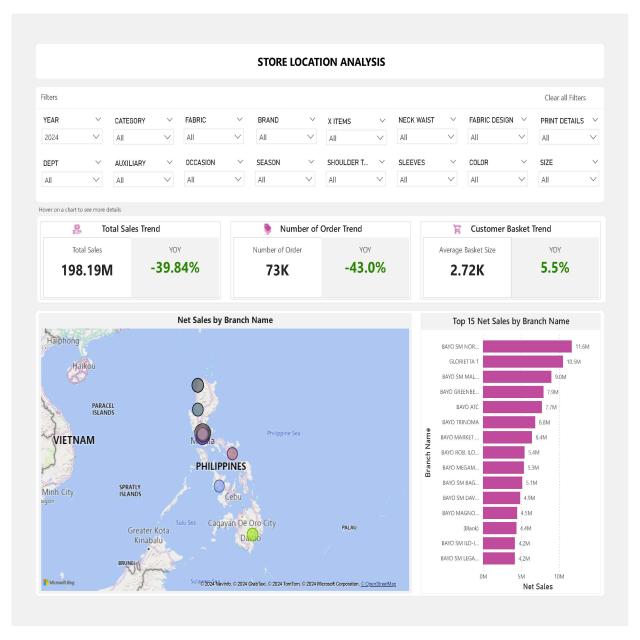 STORE LOCATION ANALYSIS
Filters
Clear all Filters
YEAR CATEGORY FABRIC BRAND X ITEMS NECK WAIST FABRIC DESIGN PRINT DETAILS
2024 All All All All All All All
DEPT AUXILIARY OCCASION SEASON SHOULDER T... SLEEVES COLOR SIZE
All All All All All All All All
Hover on a chart to see more details
Total Sales Trend
Total Sales YOY
198.19M -39.84%
Number of Order Trend
Number of Order YOY
73K -43.0%
Customer Basket Trend
Average Basket Size YOY
2.72K 5.5%
Net Sales by Branch Name
Haiphong
Haikou
PARACEL
ISLANDS
VIETNAM
Philippine Sea
PHILIPPINES
Minh City
SPRATLY
ISLANDS
Cebu
Sulu Sea
Cagayan De Oro City
Greater Kota
Kinabalu
PALAU
BRUNEI
Microsoft Bing
© 2024 TomTom, © 2024 Microsoft Corporation, © OpenStreetMap
Top 15 Net Sales by Branch Name
Branch Name
BAYO SM NOR... 11.6M
GLORIETTA 1 10.5M
BAYO SM MAL... 9.0M
BAYO GREENBE... 7.9M
BAYO ATC 7.7M
BAYO TRINOMA 6.8M
BAYO MARKET ... 6.4M
BAYO ROB. ILO... 5.4M
BAYO MEGAM... 5.3M
BAYO SM BAG... 5.1M
BAYO SM DAV... 4.9M
BAYO MAGNO... 4.5M
(Blank) 4.4M
BAYO SM ILO-I... 4.2M
BAYO SM LEGA... 4.2M
0M 5M 10M
Net Sales